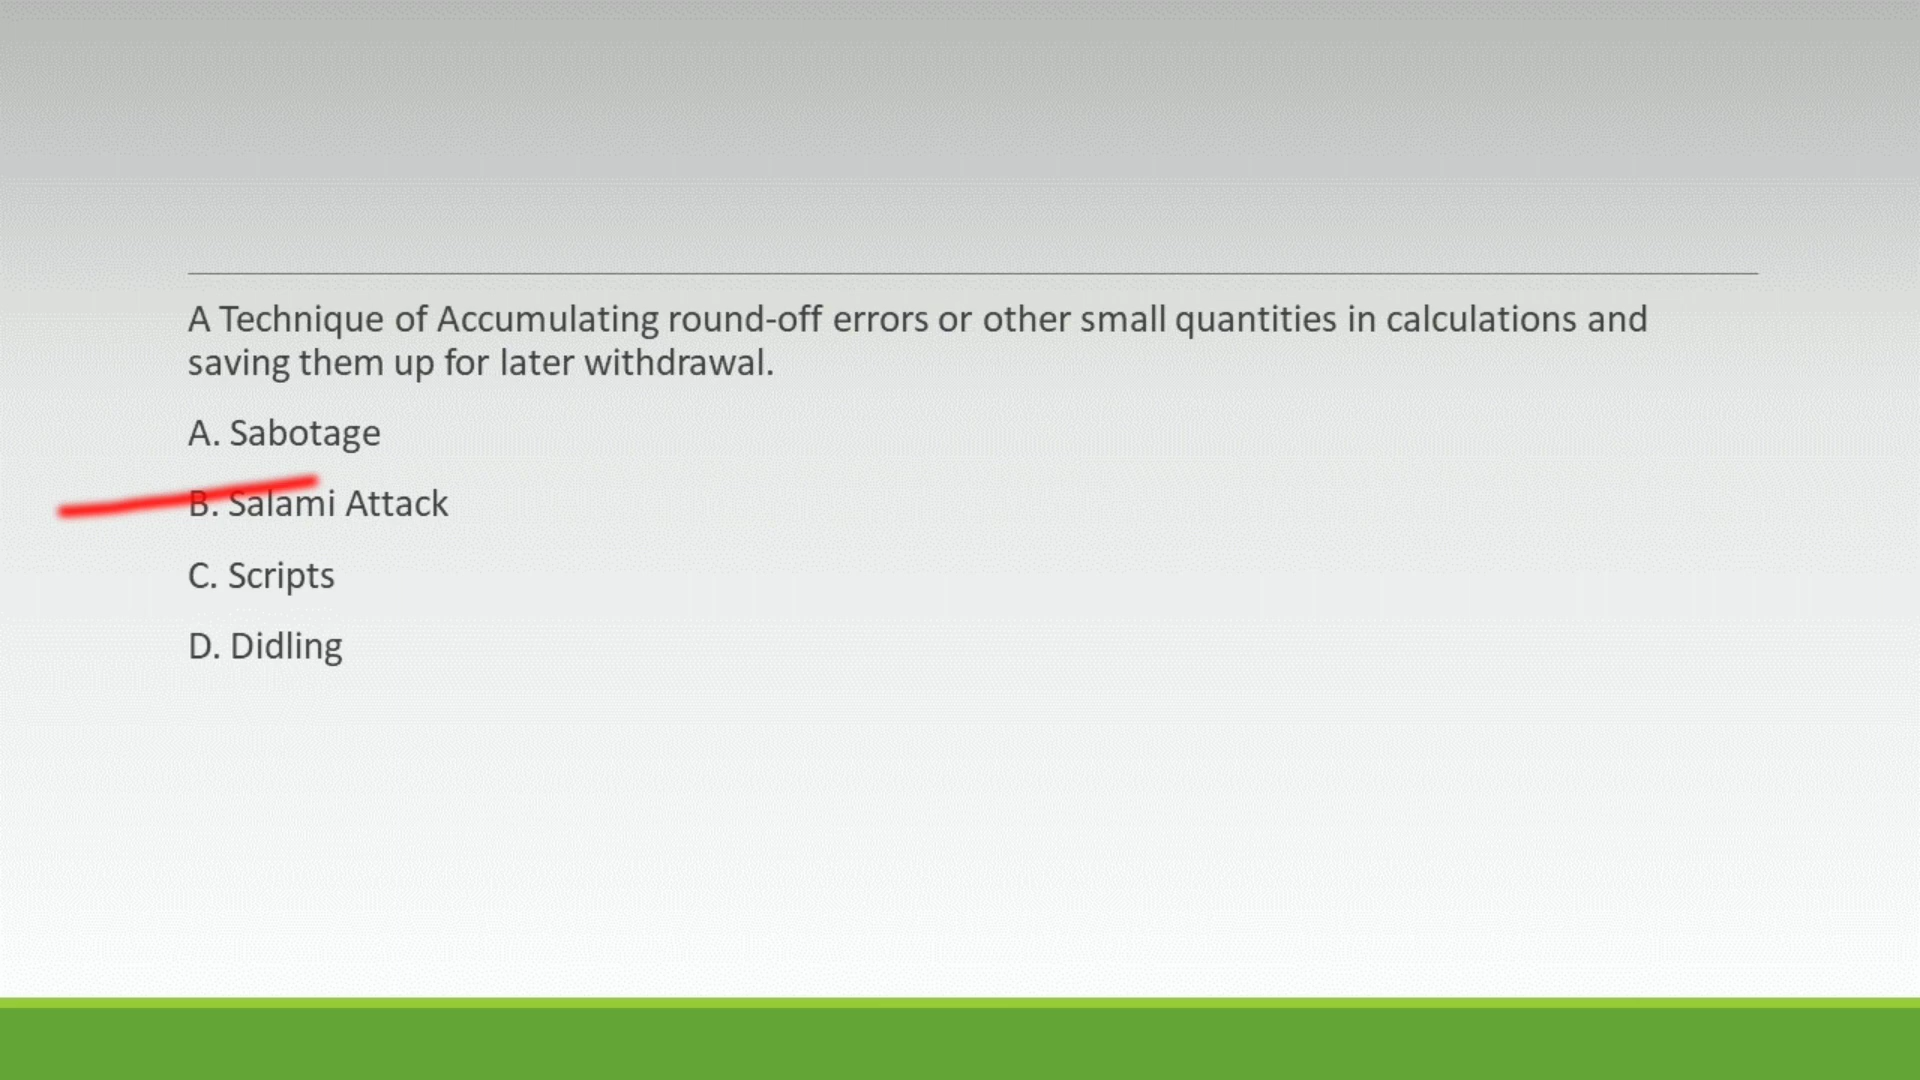 A Technique of Accumulating round-off errors or other small quantities in calculations and
saving them up for later withdrawal.
A. Sabotage
B. Salami Attack
C. Scripts
D. Didling